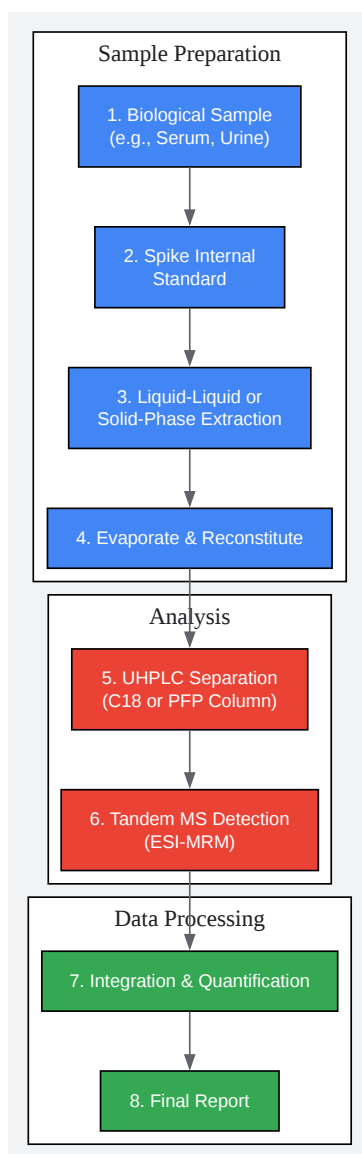 Sample Preparation
1. Biological Sample
(e.g., Serum, Urine)
2. Spike Internal
Standard
3. Liquid-Liquid or
Solid-Phase Extraction
4. Evaporate & Reconstitute
Analysis
5. UHPLC Separation
(C18 or PFP Column)
6. Tandem MS Detection
(ESI-MRM)
Data Processing
7. Integration & Quantification
8. Final Report